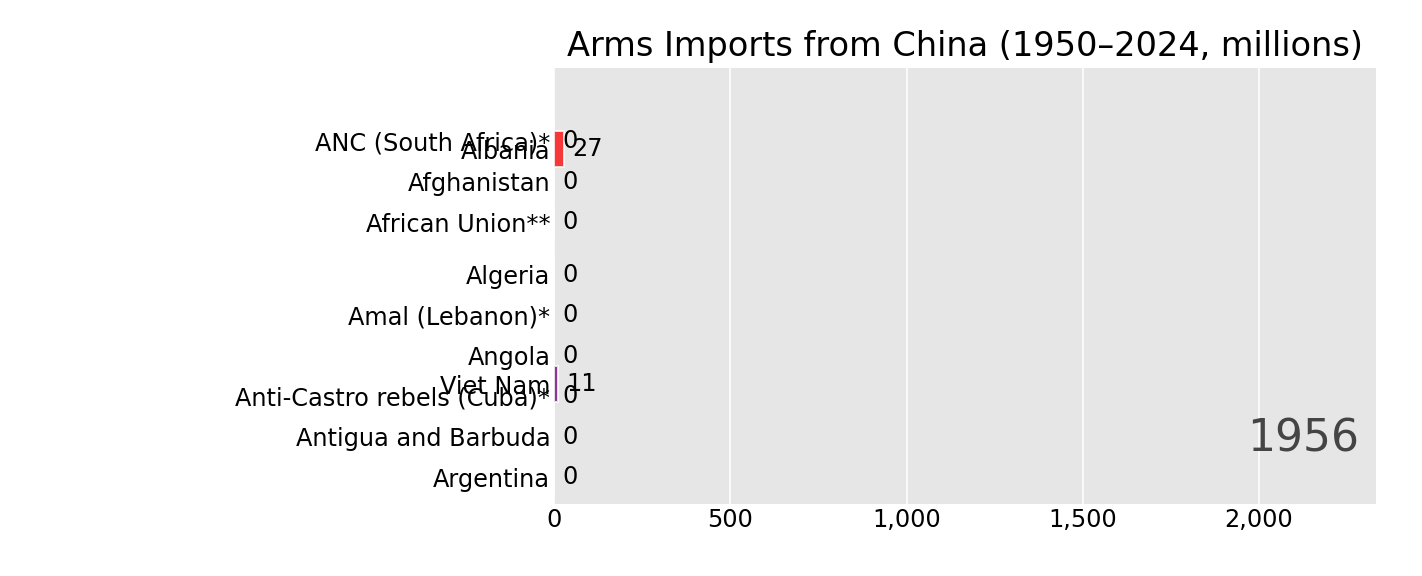 Arms Imports from China (1950–2024, millions)
ANC (South Africa)* 0
Albania 27
Afghanistan 0
African Union** 0
Algeria 0
Amal (Lebanon)* 0
Angola 0
Viet Nam 11
Anti-Castro rebels (Cuba)* 0
Antigua and Barbuda 0
1956
Argentina 0
0 500 1,000 1,500 2,000